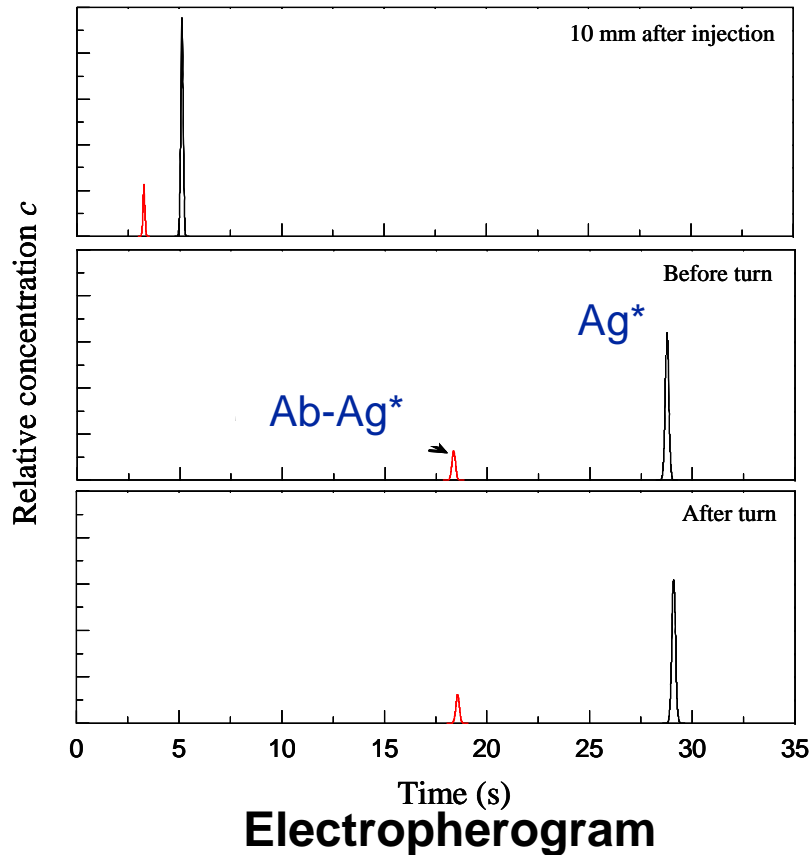 10 mm after injection
Before turn
Ag*
Ab-Ag*
After turn
Relative concentration c
0 5 10 15 20 25 30 35
Time (s)
Electropherogram